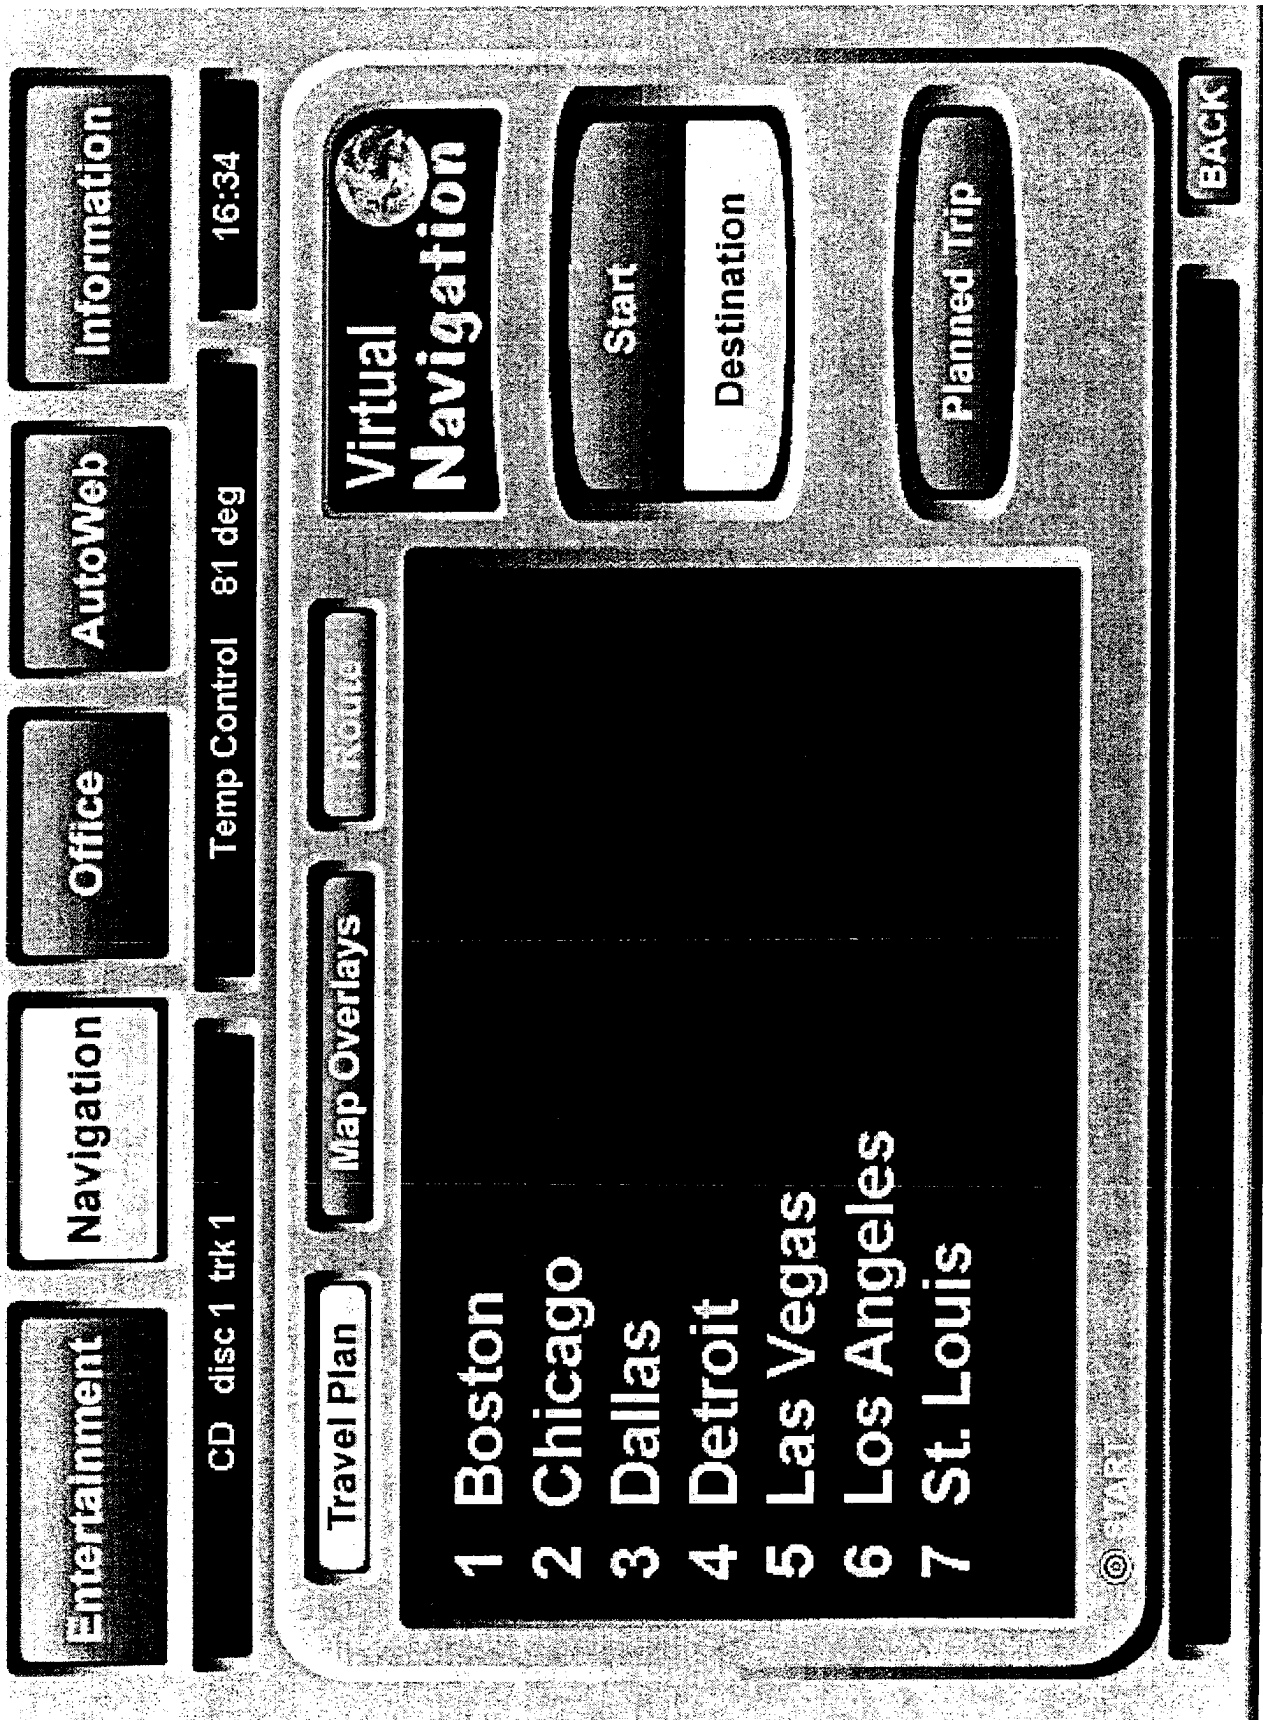 Entertainment Navigation Office AutoWeb Information
CD disc 1 trk 1 Temp Control 81 deg 16:34
Travel Plan Map Overlays Route
Virtual
Navigation
1 Boston
2 Chicago
3 Dallas
4 Detroit
5 Las Vegas
6 Los Angeles
7 St. Louis
Start
Destination
Planned Trip
START
BACK